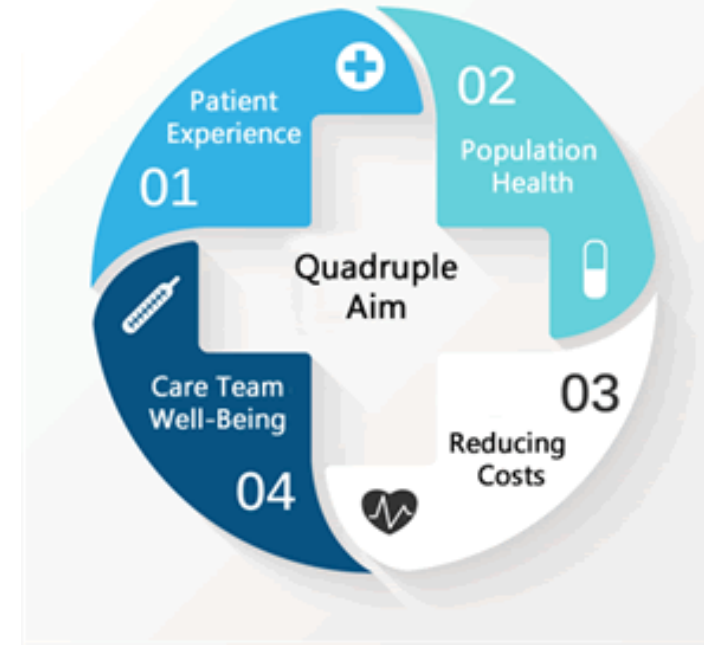 Patient
Experience
01
02
Population
Health
Quadruple
Aim
03
Reducing
Costs
Care Team
Well-Being
04